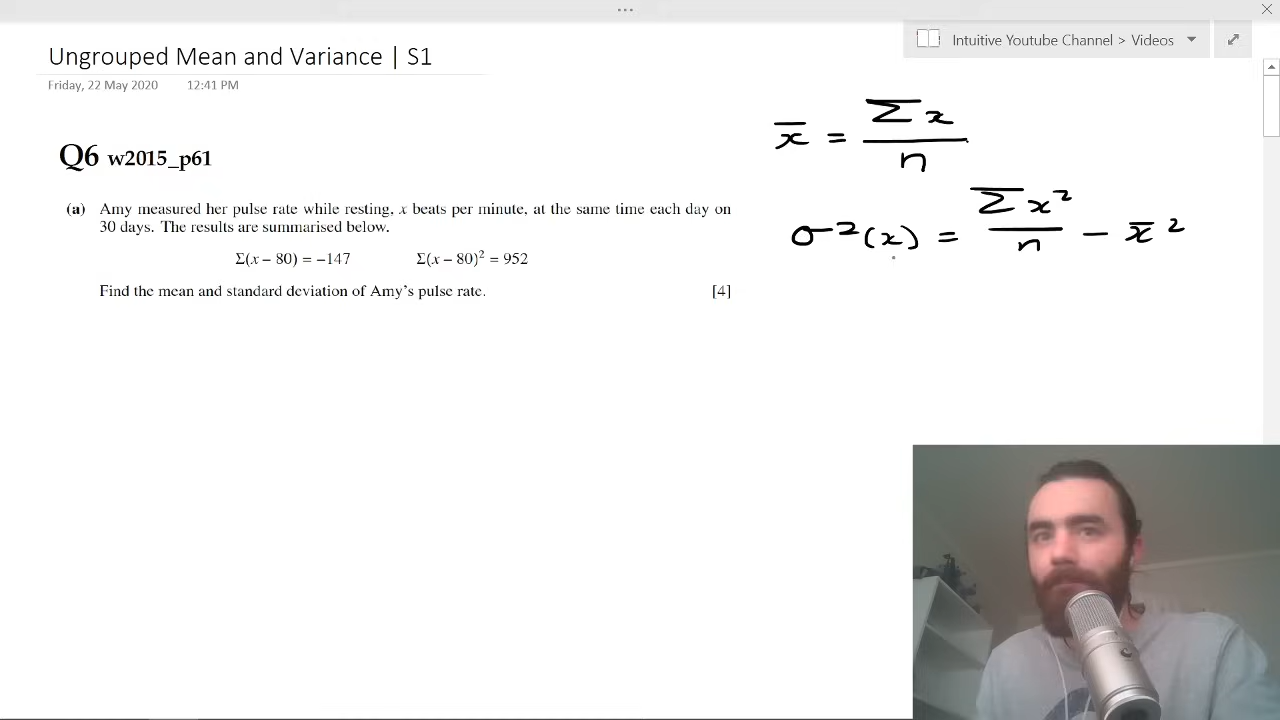 Ungrouped Mean and Variance | S1
Friday, 22 May 2020 12:41 PM
Intuitive Youtube Channel > Videos
Q6 w2015_p61
(a) Amy measured her pulse rate while resting, x beats per minute, at the same time each day on
30 days. The results are summarised below.
Σ(x − 80) = −147 Σ(x − 80)² = 952
Find the mean and standard deviation of Amy's pulse rate. [4]
x̄ = Σx / n
σ²(x) = Σx² / n − x̄²